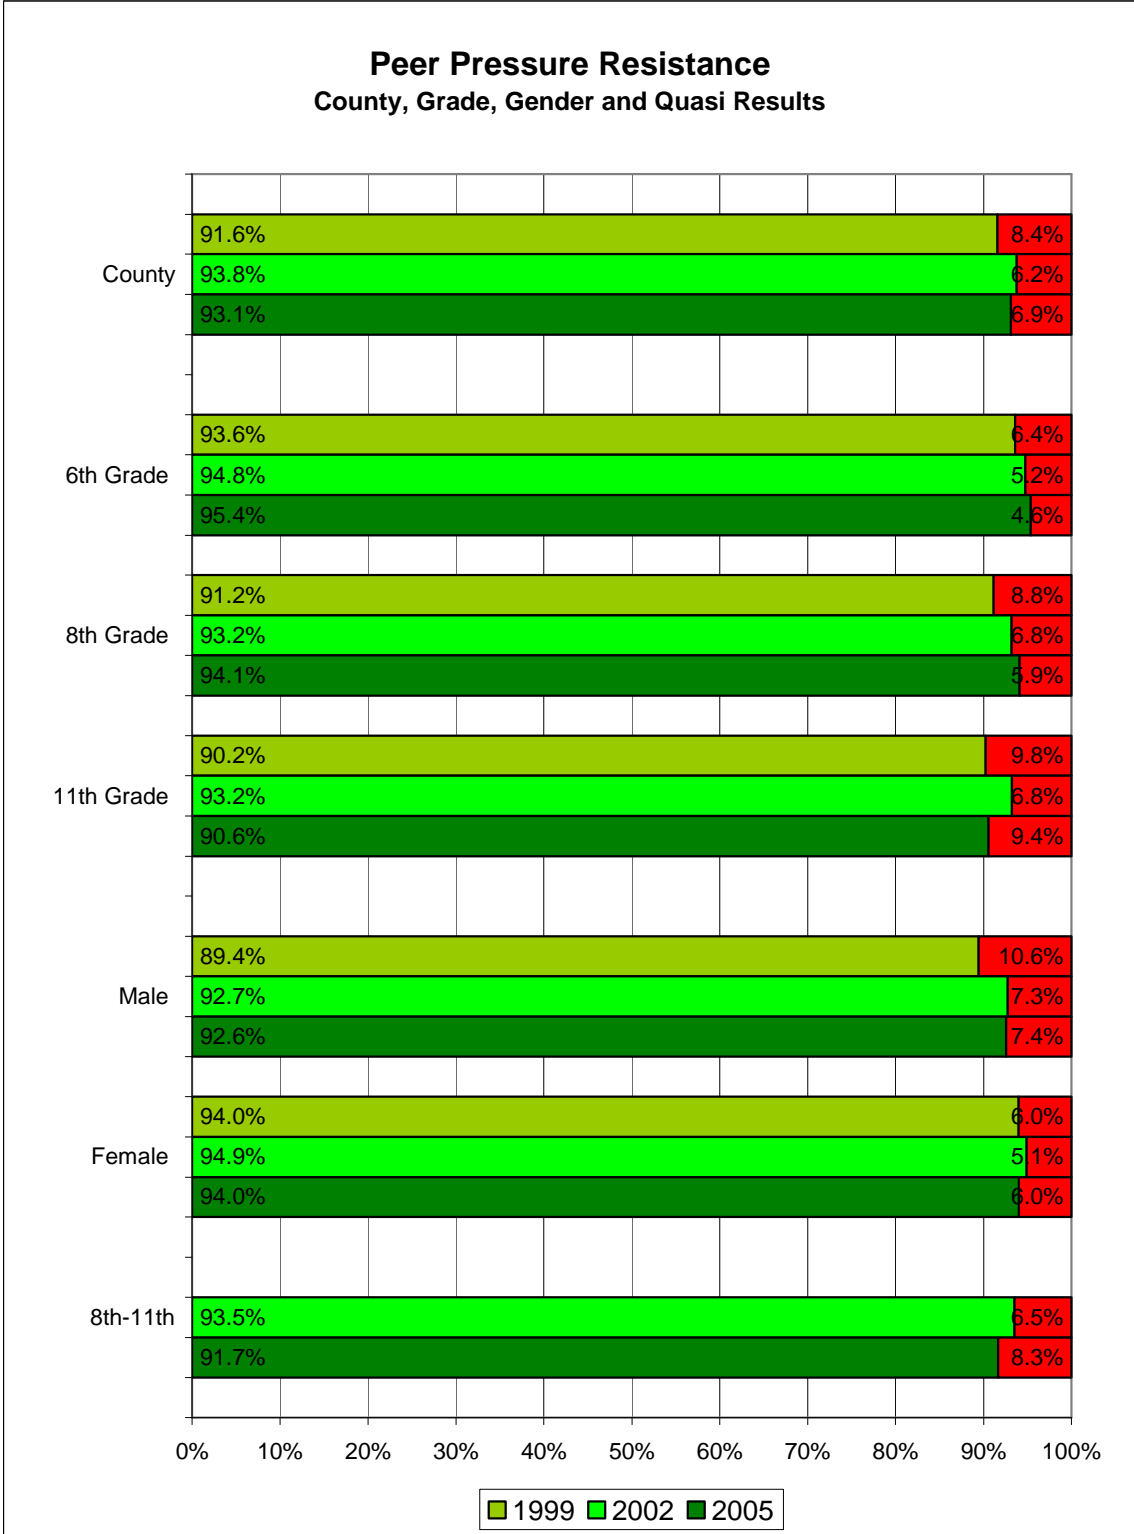 Peer Pressure Resistance
County, Grade, Gender and Quasi Results
91.6% 8.4%
County 93.8% 6.2%
93.1% 6.9%
93.6% 6.4%
6th Grade 94.8% 5.2%
95.4% 4.6%
91.2% 8.8%
8th Grade 93.2% 6.8%
94.1% 5.9%
90.2% 9.8%
11th Grade 93.2% 6.8%
90.6% 9.4%
89.4% 10.6%
Male 92.7% 7.3%
92.6% 7.4%
94.0% 6.0%
Female 94.9% 5.1%
94.0% 6.0%
8th-11th 93.5% 6.5%
91.7% 8.3%
0% 10% 20% 30% 40% 50% 60% 70% 80% 90% 100%
1999 2002 2005